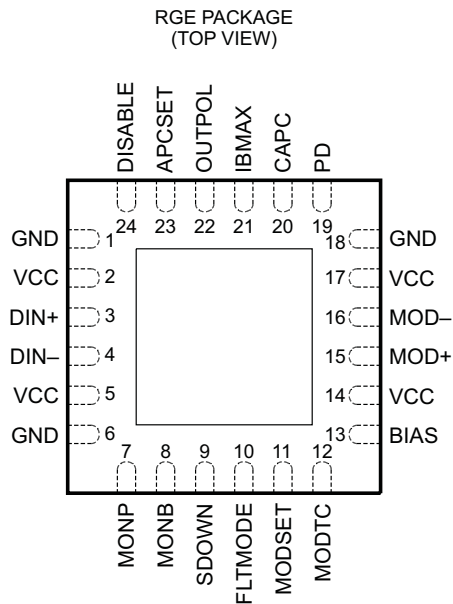 RGE PACKAGE
(TOP VIEW)
DISABLE
APCSET
OUTPOL
IBMAX
CAPC
PD
24 23 22 21 20 19
GND 1
VCC 2
DIN+ 3
DIN– 4
VCC 5
GND 6
18 GND
17 VCC
16 MOD–
15 MOD+
14 VCC
13 BIAS
7 8 9 10 11 12
MONP
MONB
SDOWN
FLTMODE
MODSET
MODTC